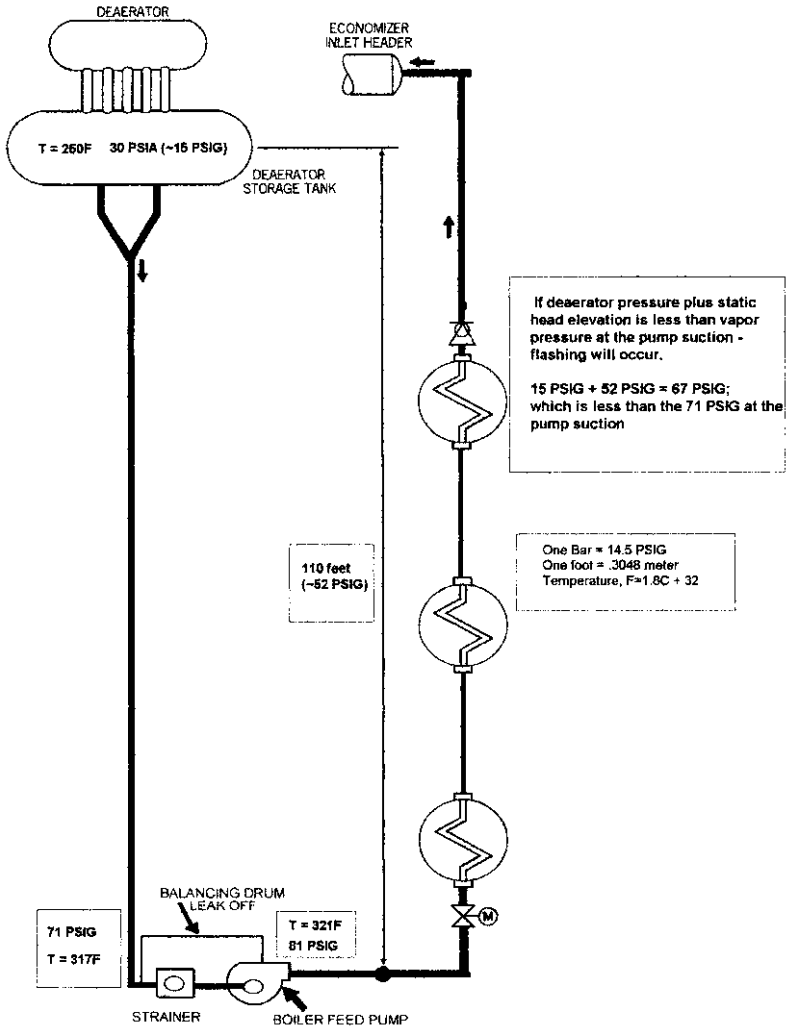 DEAERATOR
ECONOMIZER
INLET HEADER
T = 260F 30 PSIA (~15 PSIG)
DEAERATOR
STORAGE TANK
If deaerator pressure plus static
head elevation is less than vapor
pressure at the pump suction -
flashing will occur.
15 PSIG + 52 PSIG = 67 PSIG;
which is less than the 71 PSIG at the
pump suction
110 feet
(~52 PSIG)
One Bar = 14.5 PSIG
One foot = .3048 meter
Temperature, F=1.8C + 32
BALANCING DRUM
LEAK OFF
71 PSIG
T = 317F
T = 321F
81 PSIG
M
STRAINER
BOILER FEED PUMP